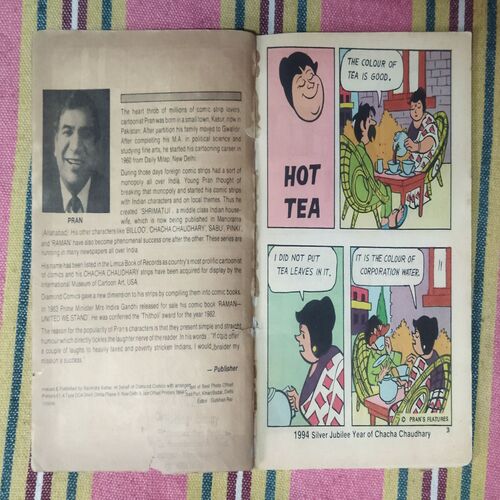 The heart throb of millions of comic strip lovers,
cartoonist Pran was born in a small town, Kasur, now in
Pakistan. After partition his family moved to Gwalior.
After completing his M.A. in political science and
studying fine arts, he started his cartooning career in
1960 from Daily Milap, New Delhi.
During those days foreign comic strips had a sort of
monopoly all over India. Young Pran thought of
breaking that monopoly and started his comic strips
with Indian characters and on local themes. Thus he
created 'SHRIMATIJI', a middle class Indian house-
wife, which is now being published in Manorama
PRAN
Allahabad). His other characters like 'BILLOO', 'CHACHA CHAUDHARY', 'SABU', 'PINKI',
and 'RAMAN' have also become phenomenal success one after the other. These series are
running in many newspapers all over India.
His name had been listed in the Limca Book of Records as country's most prolific cartoonist
of comics and his CHACHA CHAUDHARY strips have been acquired for display by the
International Museum of Cartoon Art, USA.
Diamond Comics gave a new dimension to his strips by compiling them into comic books.
In 1983 Prime Minister Mrs Indira Gandhi released for sale his comic book 'RAMAN—
UNITED WE STAND'. He was conferred the 'Thitholi' award for the year 1982.
The reason for the popularity of Pran's characters is that they present simple and straight
humour which directly tickles the laughter nerve of the reader. In his words : "If could offer
a couple of laughs to heavy taxed and poverty stricken Indians, I would consider my
mission a success."
— Publisher
HOT
TEA
THE COLOUR OF
TEA IS GOOD.
I DID NOT PUT
TEA LEAVES IN IT.
IT IS THE COLOUR OF
CORPORATION WATER.
!!
© PRAN'S FEATURES
1994 Silver Jubilee Year of Chacha Chaudhary
3